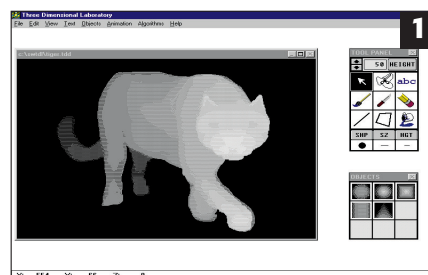 Three Dimensional Laboratory
File Edit View Text Objects Animation Algorithms Help
1
TOOL PANEL
50 HEIGHT
abc
SHP SZ HGT
OBJECTS